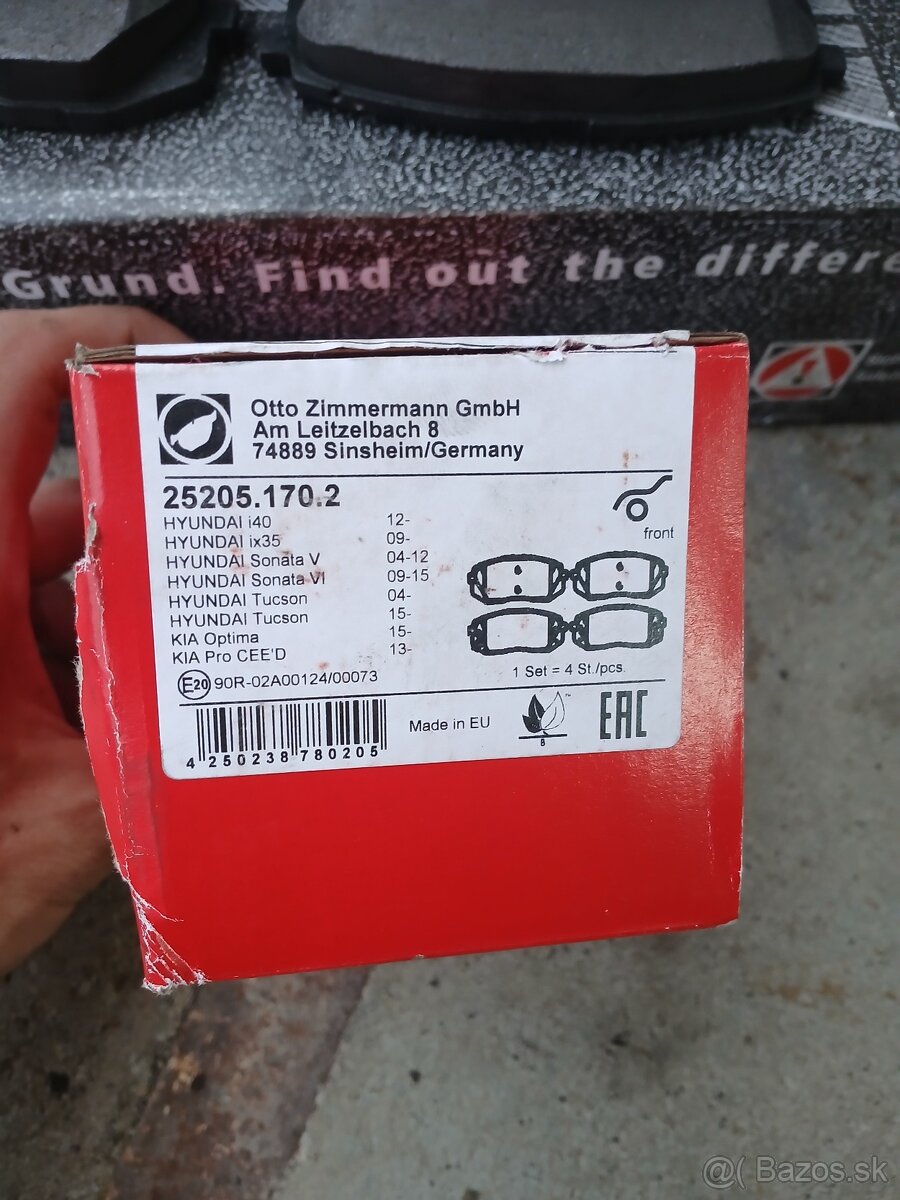 Grund. Find out the differe
Otto Zimmermann GmbH
Am Leitzelbach 8
74889 Sinsheim/Germany
25205.170.2
HYUNDAI i40 12-
HYUNDAI ix35 09-
HYUNDAI Sonata V 04-12
HYUNDAI Sonata VI 09-15
HYUNDAI Tucson 04-
HYUNDAI Tucson 15-
KIA Optima 15-
KIA Pro CEE'D 13-
front
1 Set = 4 St./pcs.
E20 90R-02A00124/00073
Made in EU
TM
8
EAC
4 250238 780205
@( Bazos.sk